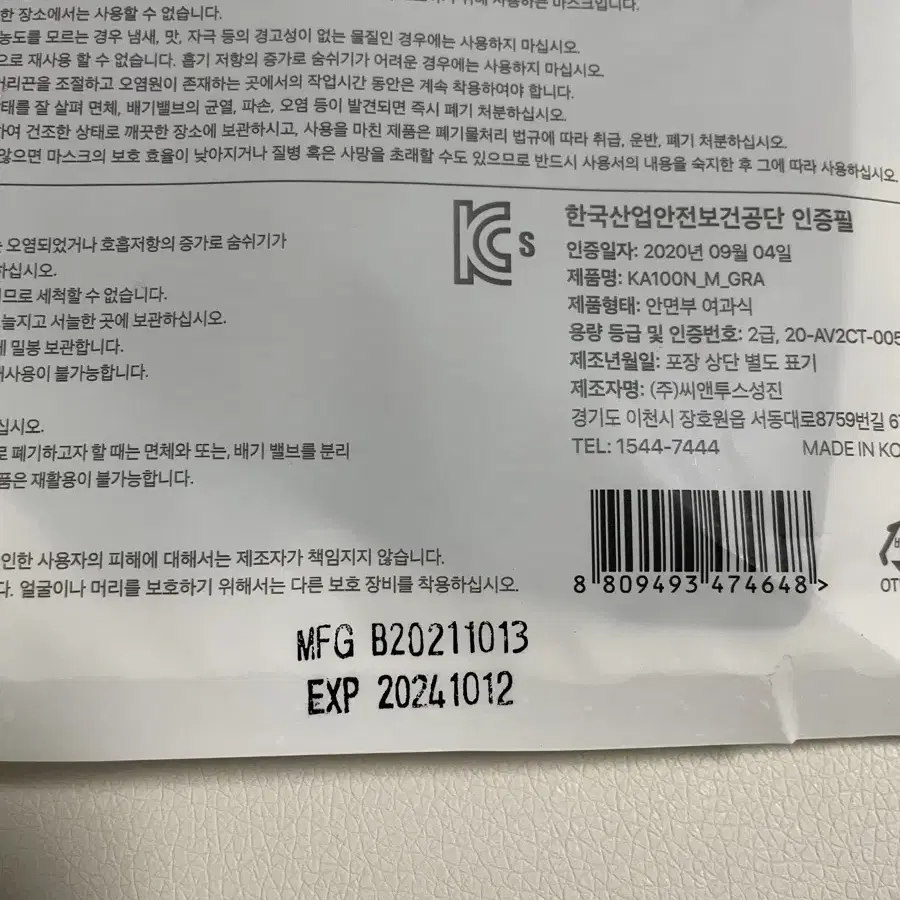 위해 사용하는 마스크입니다.
한 장소에서는 사용할 수 없습니다.
농도를 모르는 경우 냄새, 맛, 자극 등의 경고성이 없는 물질인 경우에는 사용하지 마십시오.
으로 재사용 할 수 없습니다. 흡기 저항의 증가로 숨쉬기가 어려운 경우에는 사용하지 마십시오.
머리끈을 조절하고 오염원이 존재하는 곳에서의 작업시간 동안은 계속 착용하여야 합니다.
상태를 잘 살펴 면체, 배기밸브의 균열, 파손, 오염 등이 발견되면 즉시 폐기 처분하십시오.
하여 건조한 상태로 깨끗한 장소에 보관하시고, 사용을 마친 제품은 폐기물처리 법규에 따라 취급, 운반, 폐기 처분하십시오.
않으면 마스크의 보호 효율이 낮아지거나 질병 혹은 사망을 초래할 수도 있으므로 반드시 사용서의 내용을 숙지한 후 그에 따라 사용하십시오.
는 오염되었거나 호흡저항의 증가로 숨쉬기가
하십시오.
므로 세척할 수 없습니다.
늘지고 서늘한 곳에 보관하십시오.
에 밀봉 보관합니다.
재사용이 불가능합니다.
십시오.
로 폐기하고자 할 때는 면체와 또는, 배기 밸브를 분리
품은 재활용이 불가능합니다.
인한 사용자의 피해에 대해서는 제조자가 책임지지 않습니다.
다. 얼굴이나 머리를 보호하기 위해서는 다른 보호 장비를 착용하십시오.
KCs
한국산업안전보건공단 인증필
인증일자: 2020년 09월 04일
제품명: KA100N_M_GRA
제품형태: 안면부 여과식
용량 등급 및 인증번호: 2급, 20-AV2CT-005
제조년월일: 포장 상단 별도 표기
제조자명: (주)씨앤투스성진
경기도 이천시 장호원읍 서동대로8759번길 67
TEL: 1544-7444 MADE IN KO
8 809493 474648 >
OT
MFG B20211013
EXP 20241012